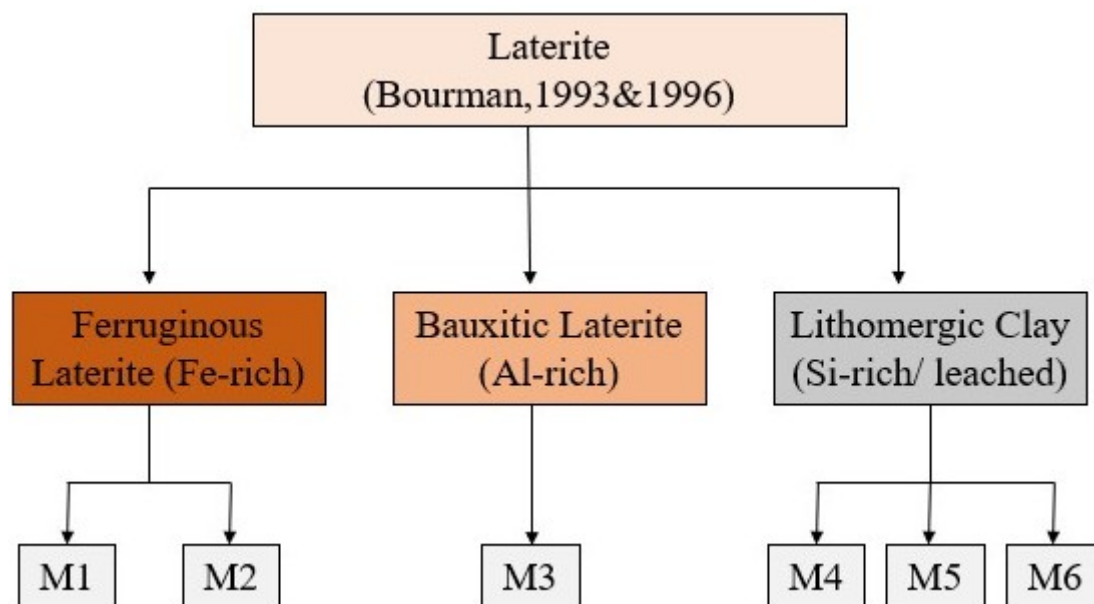 Laterite
(Bourman,1993&1996)
Ferruginous
Laterite (Fe-rich)
Bauxitic Laterite
(Al-rich)
Lithomergic Clay
(Si-rich/ leached)
M1
M2
M3
M4
M5
M6